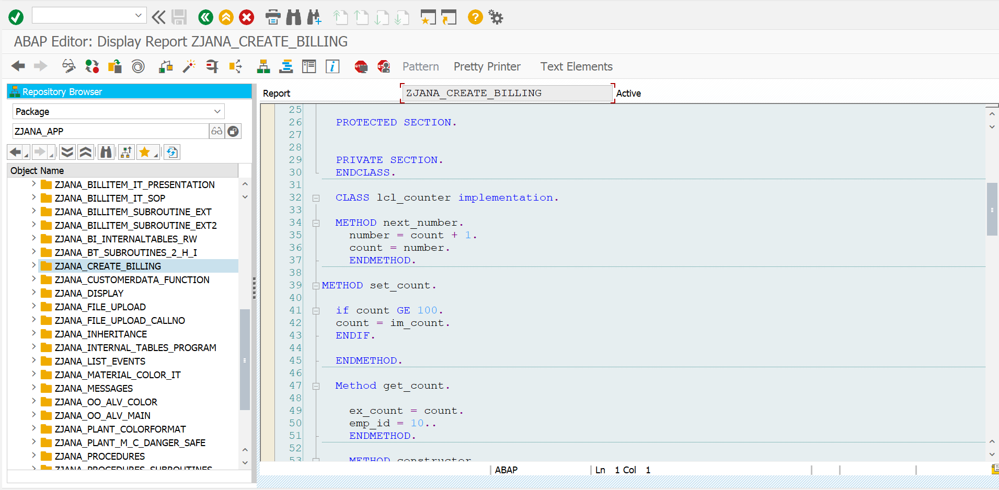 ABAP Editor: Display Report ZJANA_CREATE_BILLING
Pattern Pretty Printer Text Elements
Repository Browser
Package
ZJANA_APP
Object Name
ZJANA_BILLITEM_IT_PRESENTATION
ZJANA_BILLITEM_IT_SOP
ZJANA_BILLITEM_SUBROUTINE_EXT
ZJANA_BILLITEM_SUBROUTINE_EXT2
ZJANA_BI_INTERNALTABLES_RW
ZJANA_BT_SUBROUTINES_2_H_I
ZJANA_CREATE_BILLING
ZJANA_CUSTOMERDATA_FUNCTION
ZJANA_DISPLAY
ZJANA_FILE_UPLOAD
ZJANA_FILE_UPLOAD_CALLNO
ZJANA_INHERITANCE
ZJANA_INTERNAL_TABLES_PROGRAM
ZJANA_LIST_EVENTS
ZJANA_MATERIAL_COLOR_IT
ZJANA_MESSAGES
ZJANA_OO_ALV_COLOR
ZJANA_OO_ALV_MAIN
ZJANA_PLANT_COLORFORMAT
ZJANA_PLANT_M_C_DANGER_SAFE
ZJANA_PROCEDURES
ZJANA_PROCEDURES_SUBROUTINES
Report ZJANA_CREATE_BILLING Active
25
26 PROTECTED SECTION.
27
28
29 PRIVATE SECTION.
30 ENDCLASS.
31
32 CLASS lcl_counter implementation.
33
34 METHOD next_number.
35 number = count + 1.
36 count = number.
37 ENDMETHOD.
38
39 METHOD set_count.
40
41 if count GE 100.
42 count = im_count.
43 ENDIF.
44
45 ENDMETHOD.
46
47 Method get_count.
48
49 ex_count = count.
50 emp_id = 10..
51 ENDMETHOD.
52
53 METHOD constructor
ABAP Ln 1 Col 1